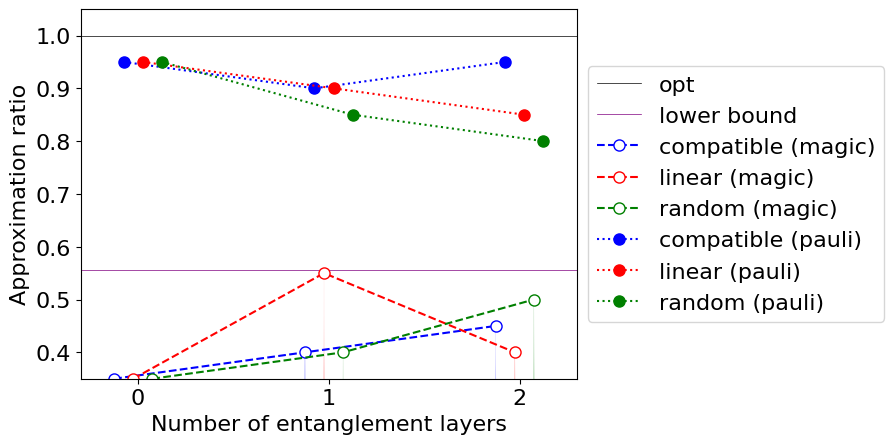 1.0
0.9
0.8
0.7
0.6
0.5
0.4
Approximation ratio
0
1
2
Number of entanglement layers
opt
lower bound
compatible (magic)
linear (magic)
random (magic)
compatible (pauli)
linear (pauli)
random (pauli)